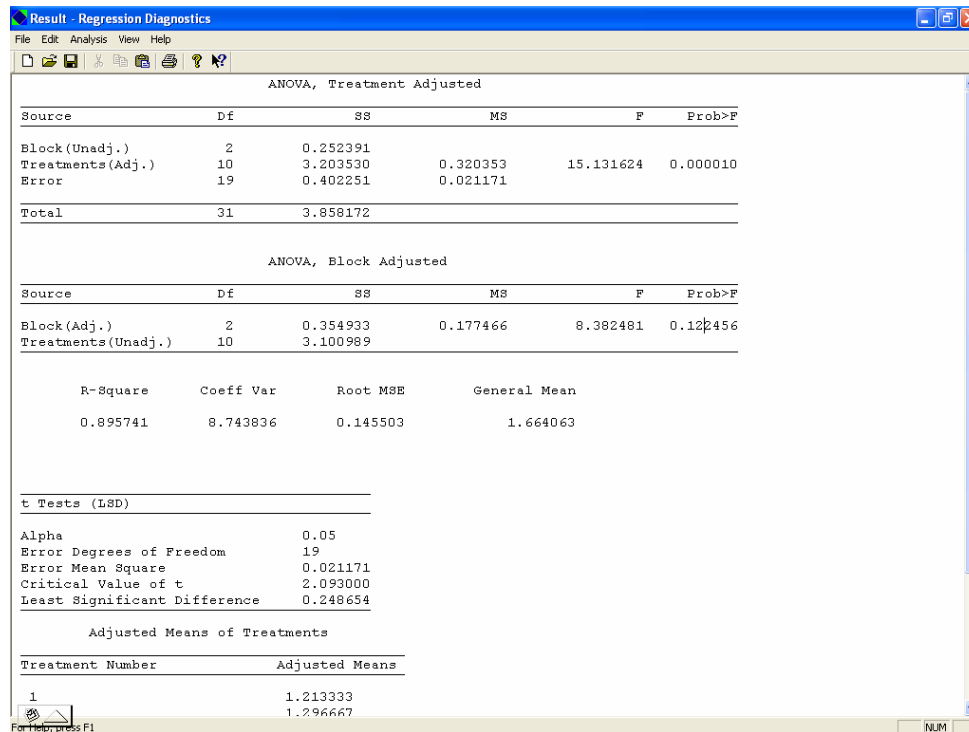 Result - Regression Diagnostics
File Edit Analysis View Help
ANOVA, Treatment Adjusted
Source Df SS MS F Prob>F
Block(Unadj.) 2 0.252391
Treatments(Adj.) 10 3.203530 0.320353 15.131624 0.000010
Error 19 0.402251 0.021171
Total 31 3.858172
ANOVA, Block Adjusted
Source Df SS MS F Prob>F
Block(Adj.) 2 0.354933 0.177466 8.382481 0.122456
Treatments(Unadj.) 10 3.100989
R-Square Coeff Var Root MSE General Mean
0.895741 8.743836 0.145503 1.664063
t Tests (LSD)
Alpha 0.05
Error Degrees of Freedom 19
Error Mean Square 0.021171
Critical Value of t 2.093000
Least Significant Difference 0.248654
Adjusted Means of Treatments
Treatment Number Adjusted Means
1 1.213333
1.296667
For Help, press F1 NUM